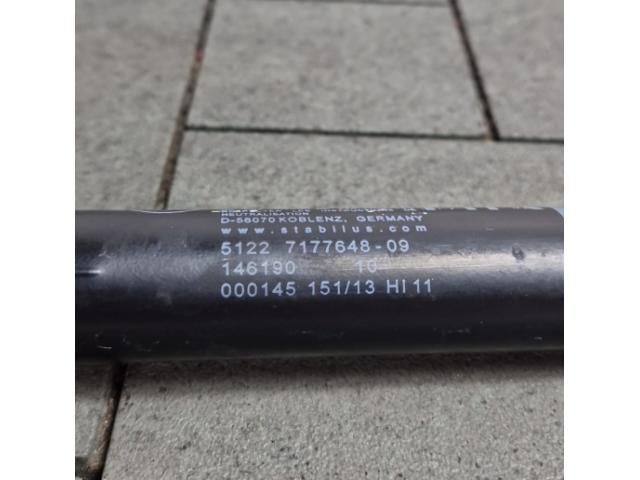 NEUTRALISATION
D-56070 KOBLENZ, GERMANY
www.stabilus.com
5122 7177648-09
146190 10
000145 151/13 HI 11